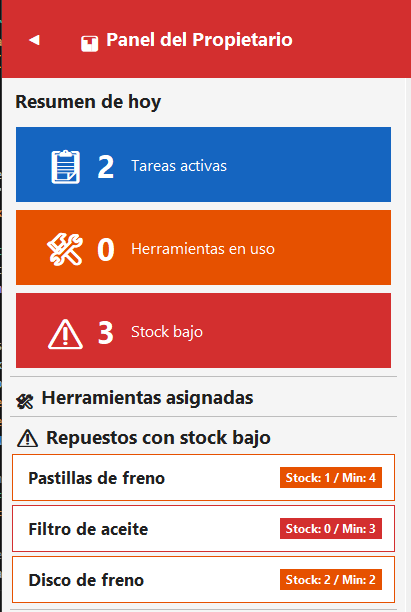 Panel del Propietario
Resumen de hoy
2 Tareas activas
0 Herramientas en uso
3 Stock bajo
Herramientas asignadas
Repuestos con stock bajo
Pastillas de freno Stock: 1 / Min: 4
Filtro de aceite Stock: 0 / Min: 3
Disco de freno Stock: 2 / Min: 2